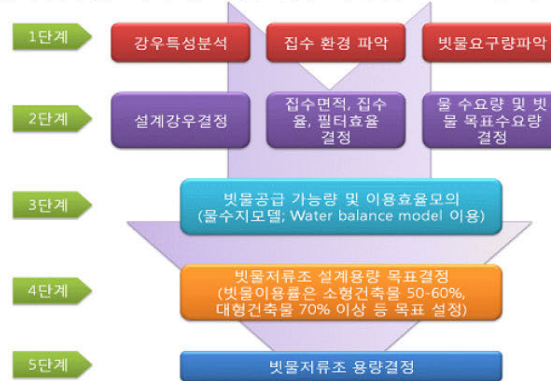 1단계
강우특성분석
집수 환경 파악
빗물요구량파악
2단계
설계강우결정
집수면적, 집수
율, 필터효율
결정
물 수요량 및 빗
물 목표수요량
결정
3단계
빗물공급 가능량 및 이용효율모의
(물수지모델; Water balance model 이용)
4단계
빗물저류조 설계용량 목표결정
(빗물이용률은 소형건축물 50-60%,
대형건축물 70% 이상 등 목표 설정)
5단계
빗물저류조 용량결정